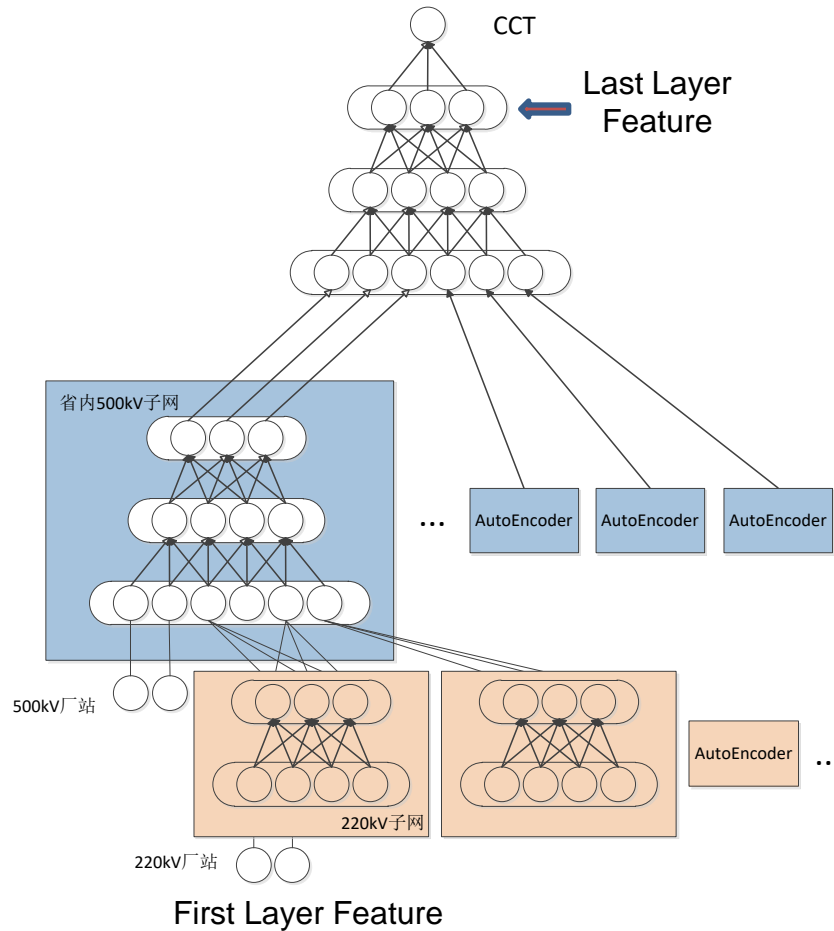 CCT
Last Layer
Feature
省内500kV子网
...
AutoEncoder
AutoEncoder
AutoEncoder
500kV厂站
AutoEncoder
..
220kV子网
220kV厂站
First Layer Feature